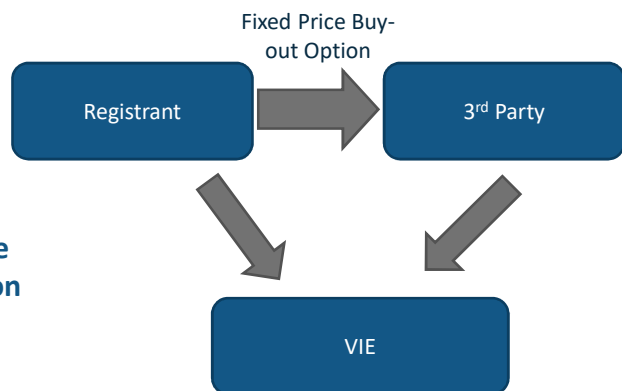 Fixed Price Buy-
out Option
Registrant
3rd Party
VIE